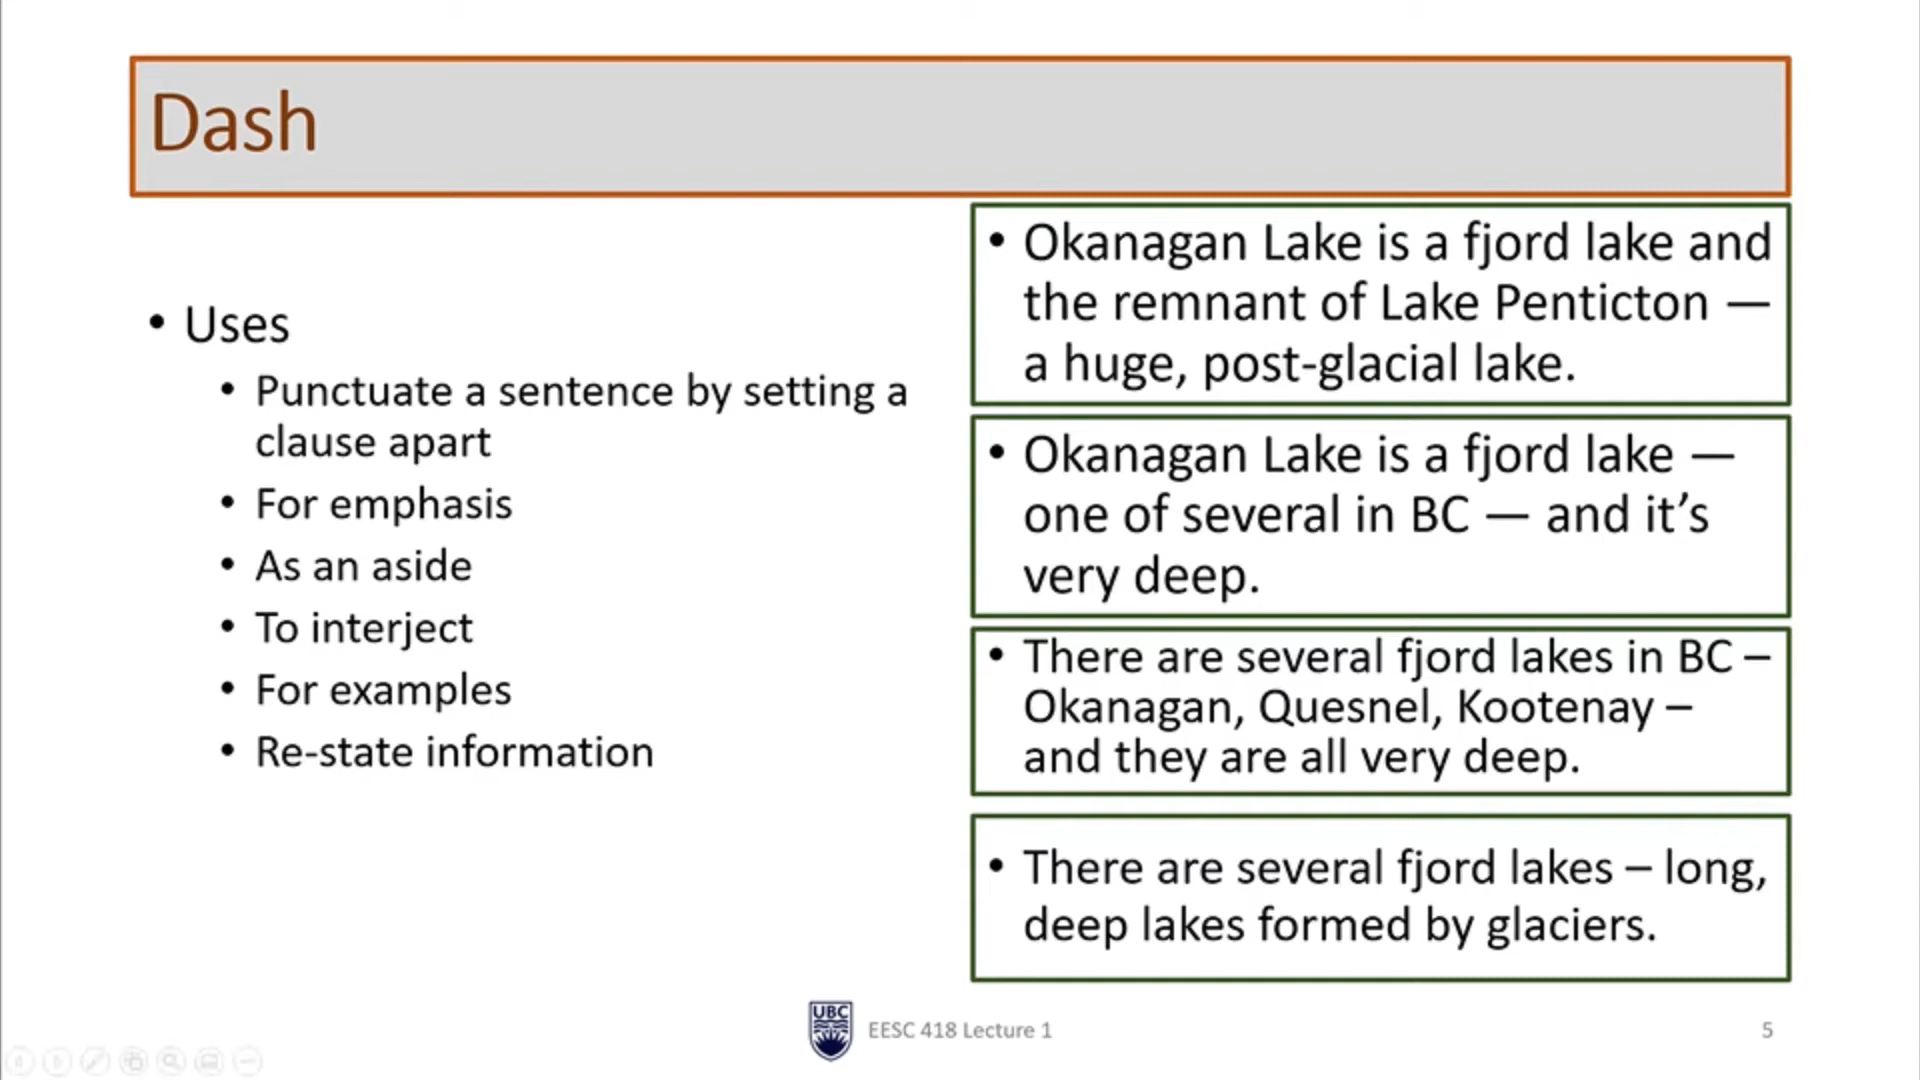 Dash
• Uses
• Punctuate a sentence by setting a
clause apart
• For emphasis
• As an aside
• To interject
• For examples
• Re-state information
• Okanagan Lake is a fjord lake and
the remnant of Lake Penticton —
a huge, post-glacial lake.
• Okanagan Lake is a fjord lake —
one of several in BC — and it’s
very deep.
• There are several fjord lakes in BC –
Okanagan, Quesnel, Kootenay –
and they are all very deep.
• There are several fjord lakes – long,
deep lakes formed by glaciers.
UBC
EESC 418 Lecture 1
5